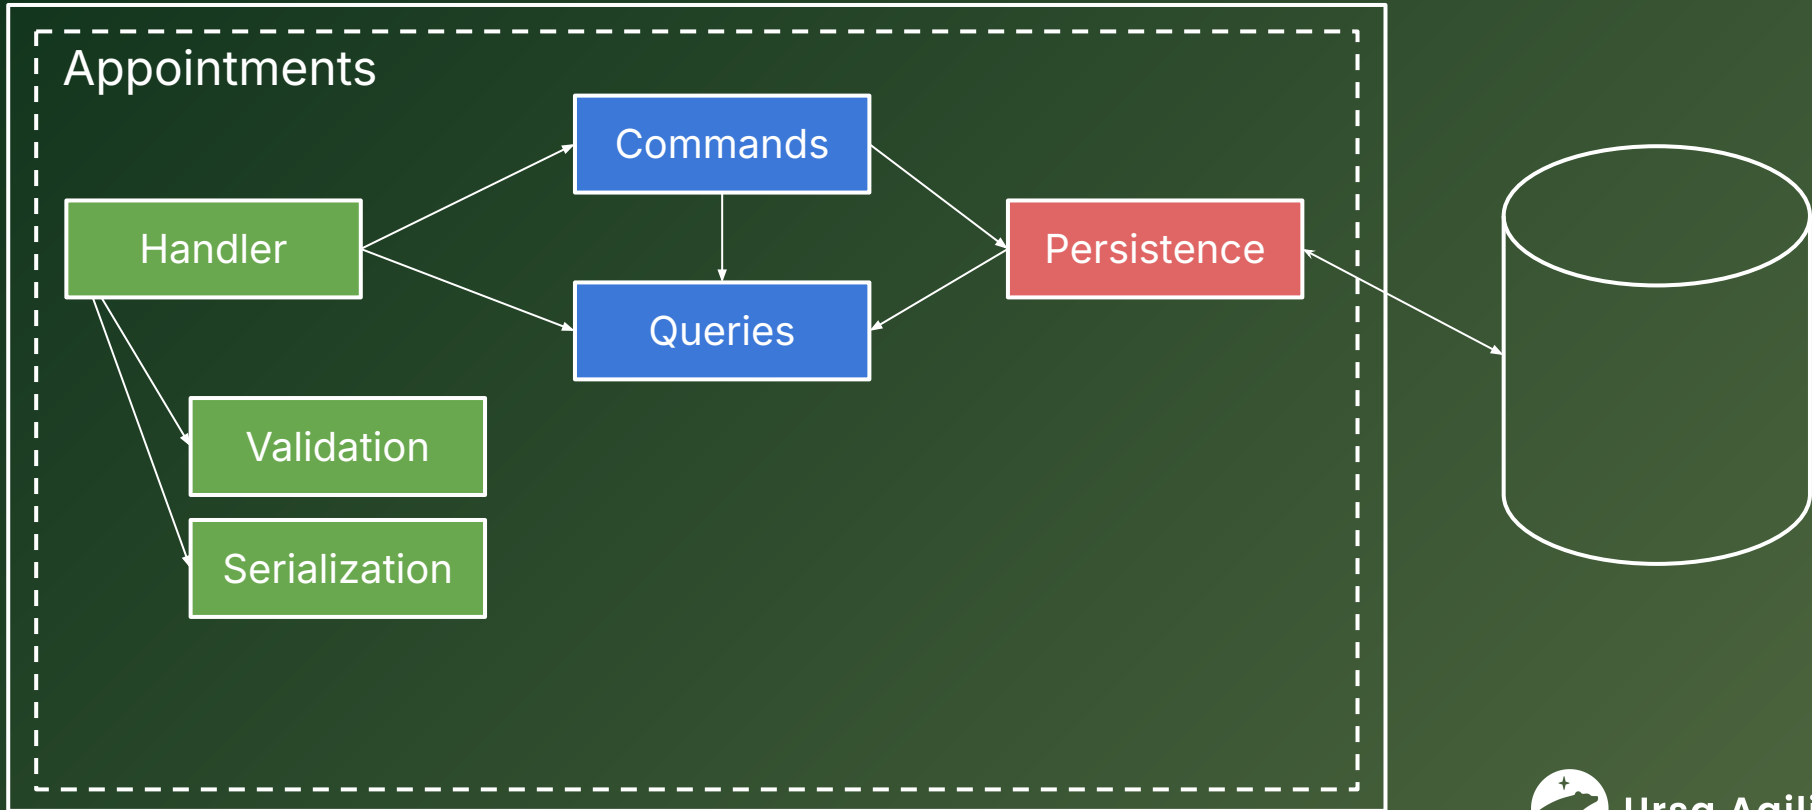 Appointments
Commands
Handler
Persistence
Queries
Validation
Serialization